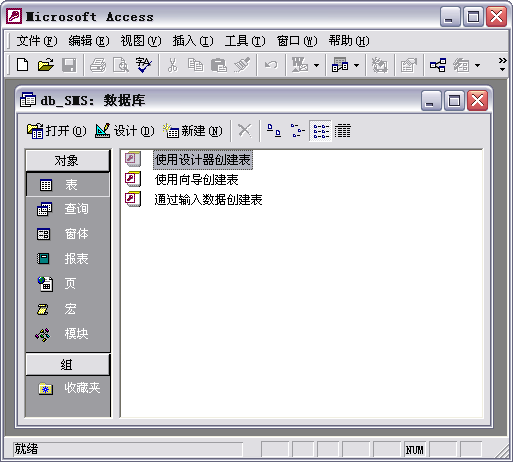 Microsoft Access
文件(F) 编辑(E) 视图(V) 插入(I) 工具(T) 窗口(W) 帮助(H)
db_SMS: 数据库
打开(O) 设计(D) 新建(N)
对象
表
查询
窗体
报表
页
宏
模块
组
收藏夹
使用设计器创建表
使用向导创建表
通过输入数据创建表
就绪
NUM